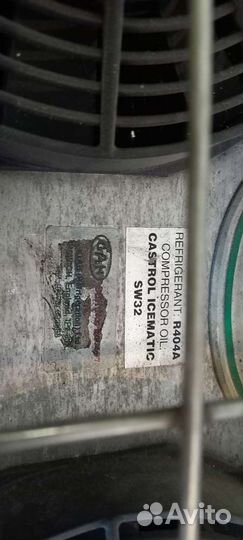 REFRIGERANT: R404A
COMPRESSOR OIL:
CASTROL ICEMATIC
SW32
Avito